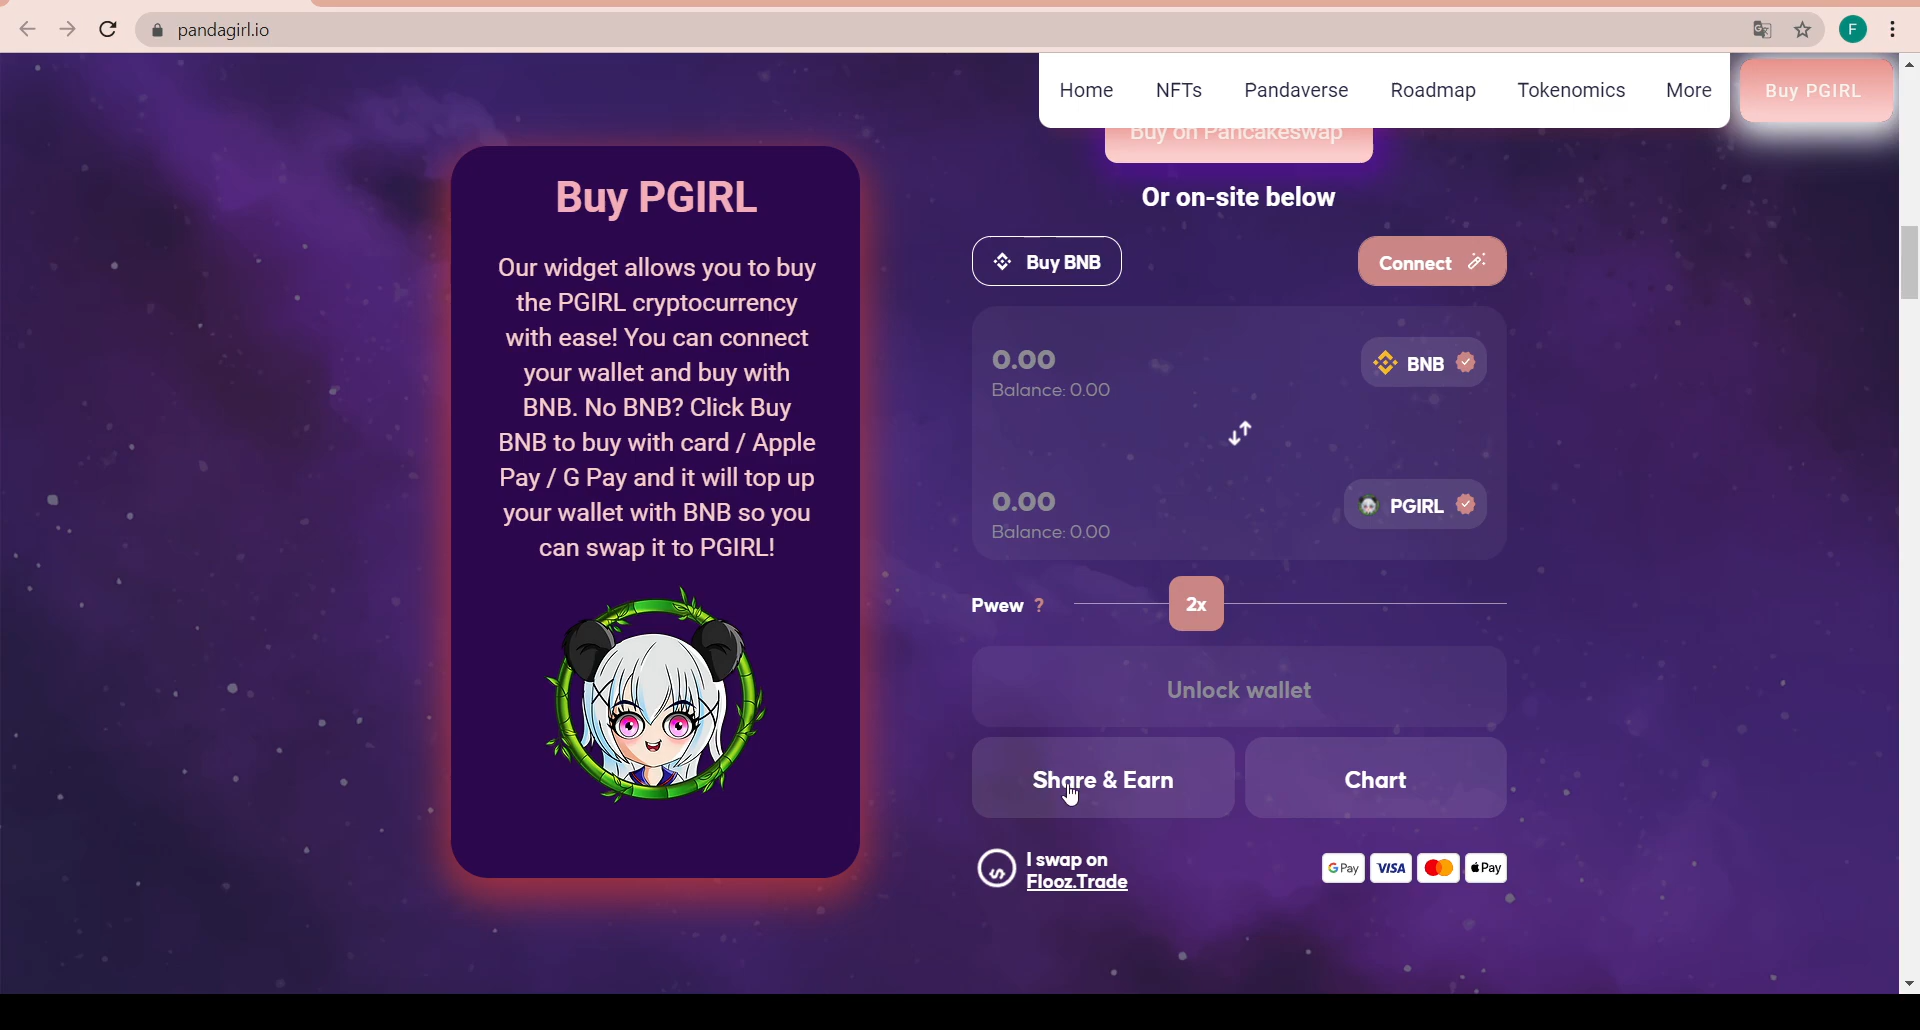 pandagirl.io
F
Home NFTs Pandaverse Roadmap Tokenomics More Buy PGIRL
Buy on Pancakeswap
Buy PGIRL
Our widget allows you to buy
the PGIRL cryptocurrency
with ease! You can connect
your wallet and buy with
BNB. No BNB? Click Buy
BNB to buy with card / Apple
Pay / G Pay and it will top up
your wallet with BNB so you
can swap it to PGIRL!
Or on-site below
Buy BNB
Connect
0.00
BNB
Balance: 0.00
0.00
PGIRL
Balance: 0.00
Pwew ? 2x
Unlock wallet
Share & Earn
Chart
I swap on
Flooz.Trade
G Pay VISA Pay